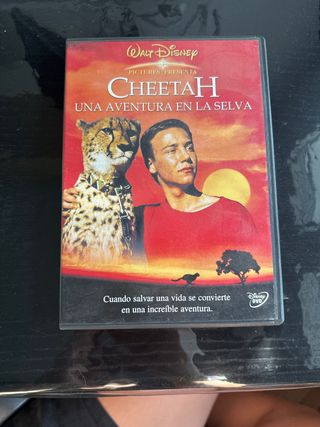 WALT DISNEY
PICTURES PRESENTA
CHEETAH
UNA AVENTURA EN LA SELVA
Cuando salvar una vida se convierte
en una increíble aventura.
Disney
DVD